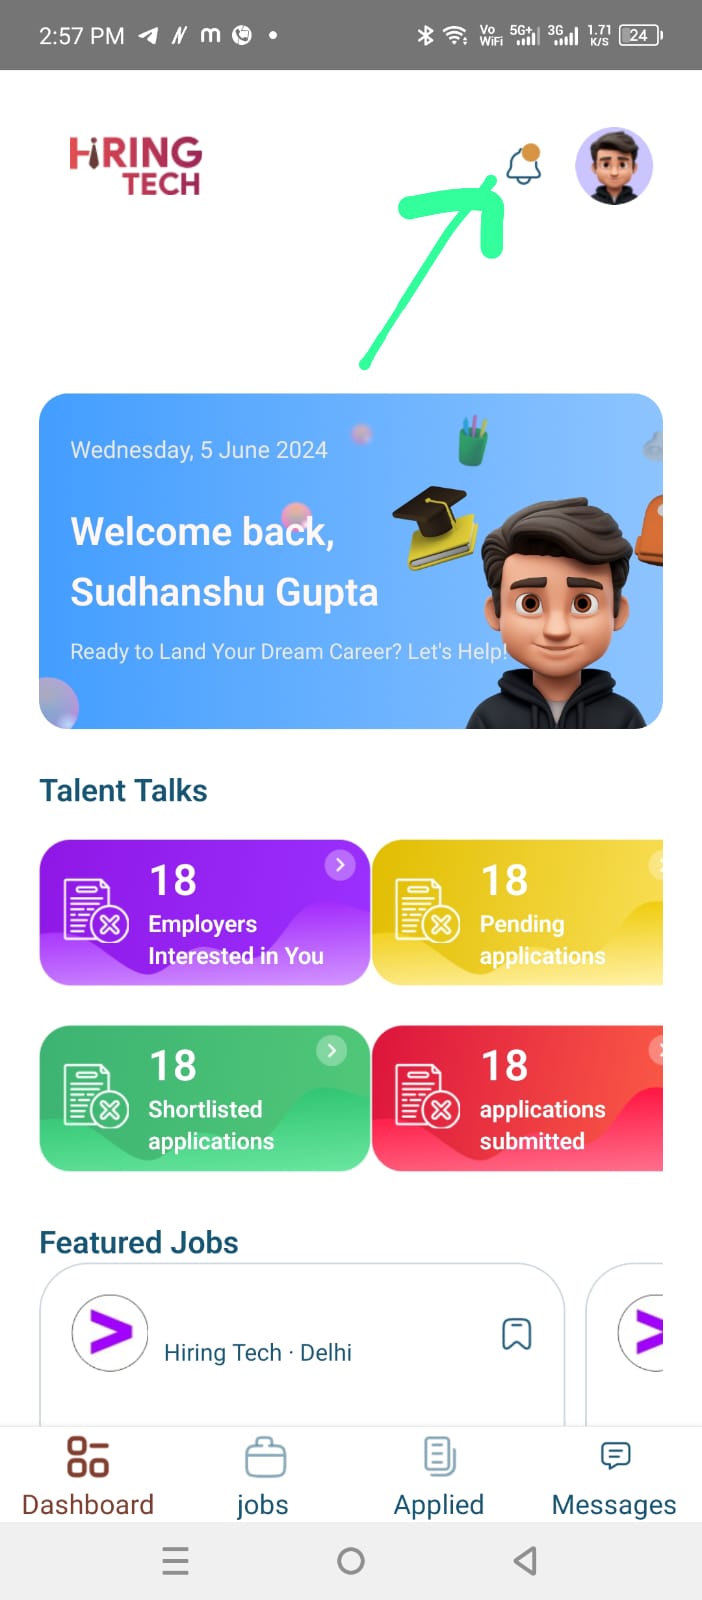 2:57 PM
Vo WiFi 5G+ 3G 1.71 K/S 24
HiRING
TECH
Wednesday, 5 June 2024
Welcome back,
Sudhanshu Gupta
Ready to Land Your Dream Career? Let's Help!
Talent Talks
18
Employers
Interested in You
18
Pending
applications
18
Shortlisted
applications
18
applications
submitted
Featured Jobs
Hiring Tech · Delhi
Dashboard
jobs
Applied
Messages